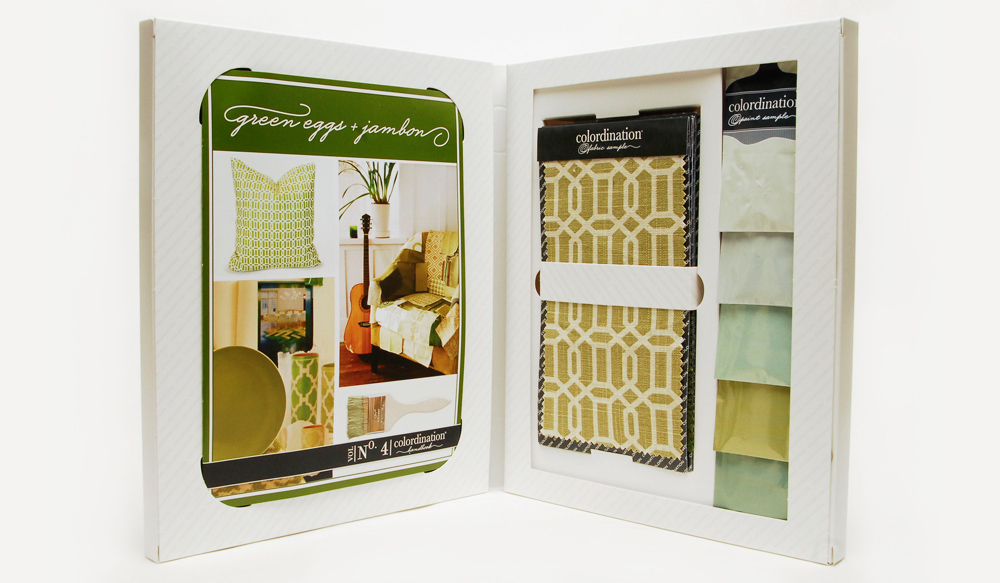 green eggs + jambon
VOL Nº. 4 colordination®
handbook
colordination®
fabric sample
colordination
paint sample